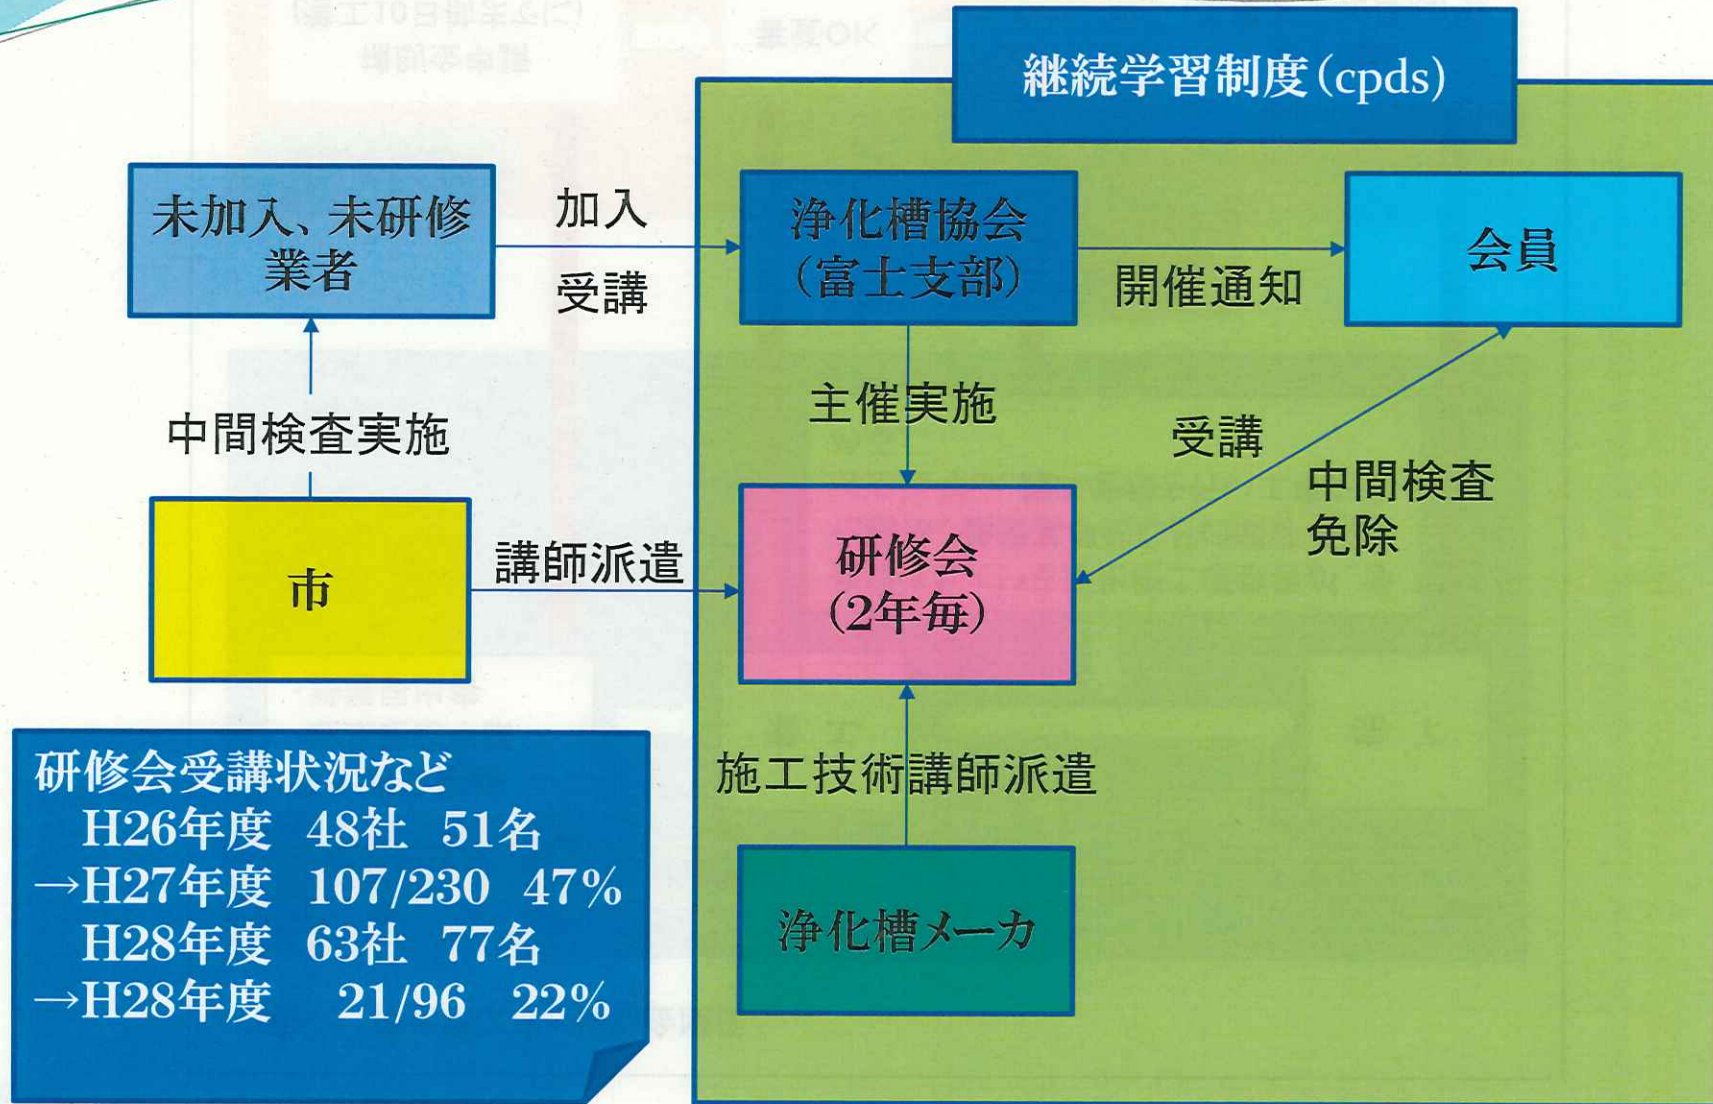 継続学習制度(cpds)
未加入、未研修
業者
加入
受講
浄化槽協会
(富士支部)
開催通知
会員
中間検査実施
主催実施
受講
中間検査
免除
市
講師派遣
研修会
(2年毎)
施工技術講師派遣
浄化槽メーカ
研修会受講状況など
H26年度 48社 51名
→H27年度 107/230 47%
H28年度 63社 77名
→H28年度 21/96 22%